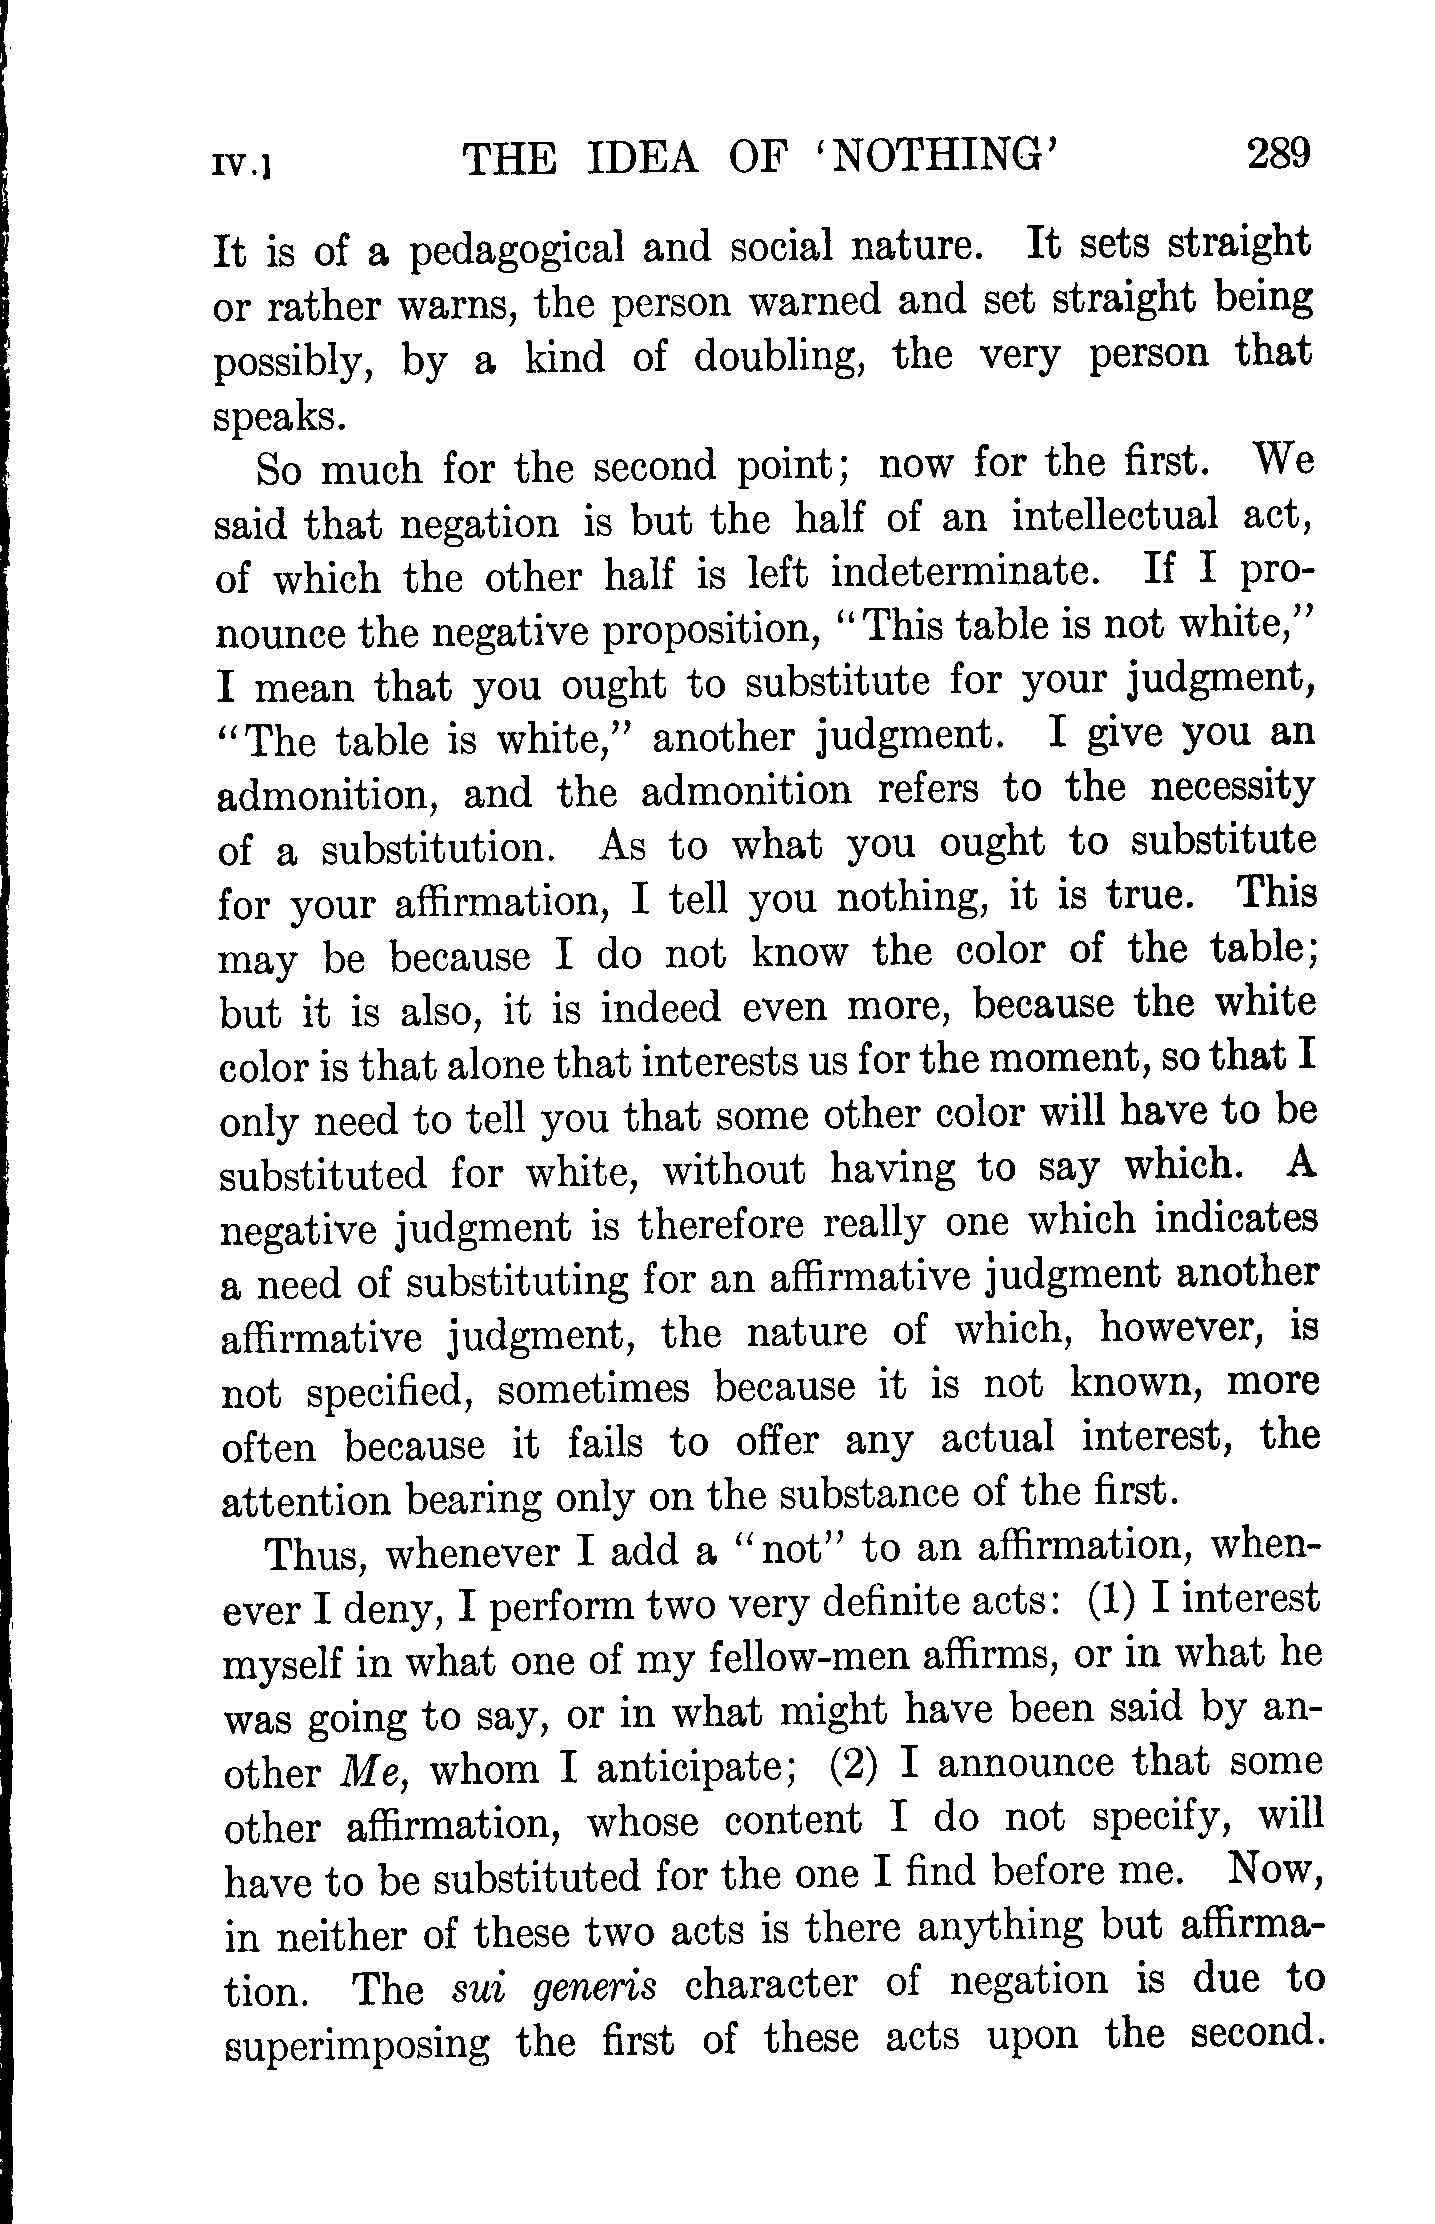 IV.] THE IDEA OF 'NOTHING' 289
It is of a pedagogical and social nature. It sets straight
or rather warns, the person warned and set straight being
possibly, by a kind of doubling, the very person that
speaks.
So much for the second point; now for the first. We
said that negation is but the half of an intellectual act,
of which the other half is left indeterminate. If I pro-
nounce the negative proposition, "This table is not white,"
I mean that you ought to substitute for your judgment,
"The table is white," another judgment. I give you an
admonition, and the admonition refers to the necessity
of a substitution. As to what you ought to substitute
for your affirmation, I tell you nothing, it is true. This
may be because I do not know the color of the table;
but it is also, it is indeed even more, because the white
color is that alone that interests us for the moment, so that I
only need to tell you that some other color will have to be
substituted for white, without having to say which. A
negative judgment is therefore really one which indicates
a need of substituting for an affirmative judgment another
affirmative judgment, the nature of which, however, is
not specified, sometimes because it is not known, more
often because it fails to offer any actual interest, the
attention bearing only on the substance of the first.
Thus, whenever I add a "not" to an affirmation, when-
ever I deny, I perform two very definite acts: (1) I interest
myself in what one of my fellow-men affirms, or in what he
was going to say, or in what might have been said by an-
other Me, whom I anticipate; (2) I announce that some
other affirmation, whose content I do not specify, will
have to be substituted for the one I find before me. Now,
in neither of these two acts is there anything but affirma-
tion. The sui generis character of negation is due to
superimposing the first of these acts upon the second.